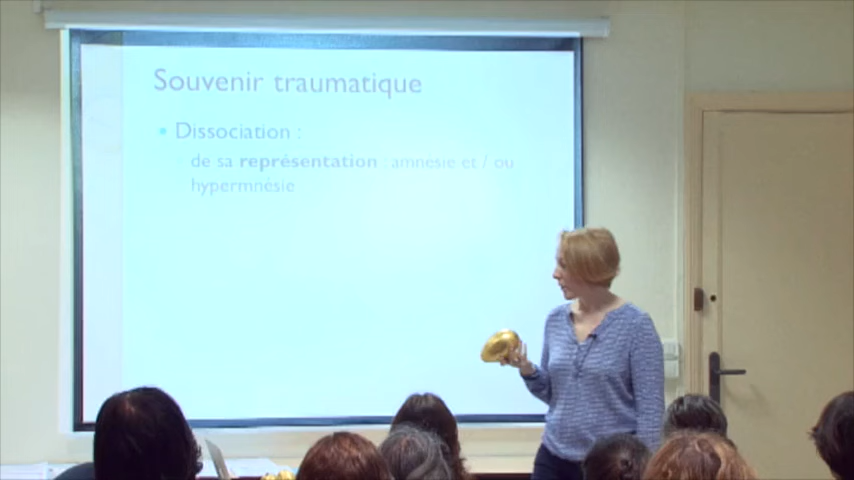 Souvenir traumatique
Dissociation :
de sa représentation : amnésie et / ou
hypermnésie